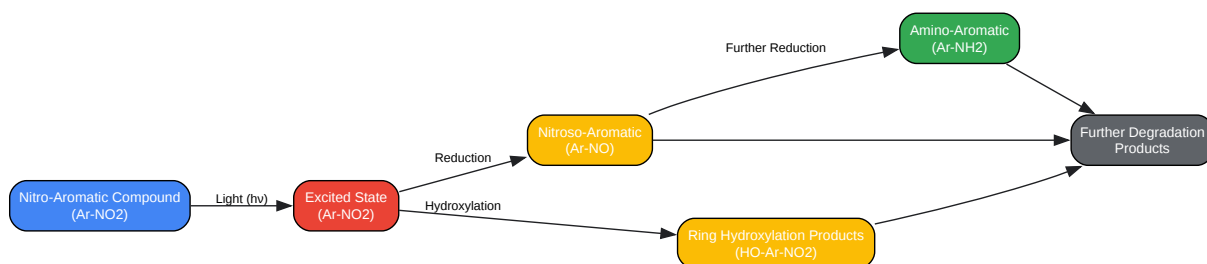 Nitro-Aromatic Compound
(Ar-NO2)
Light (hν)
Excited State
(Ar-NO2)
Reduction
Hydroxylation
Nitroso-Aromatic
(Ar-NO)
Ring Hydroxylation Products
(HO-Ar-NO2)
Further Reduction
Amino-Aromatic
(Ar-NH2)
Further Degradation
Products